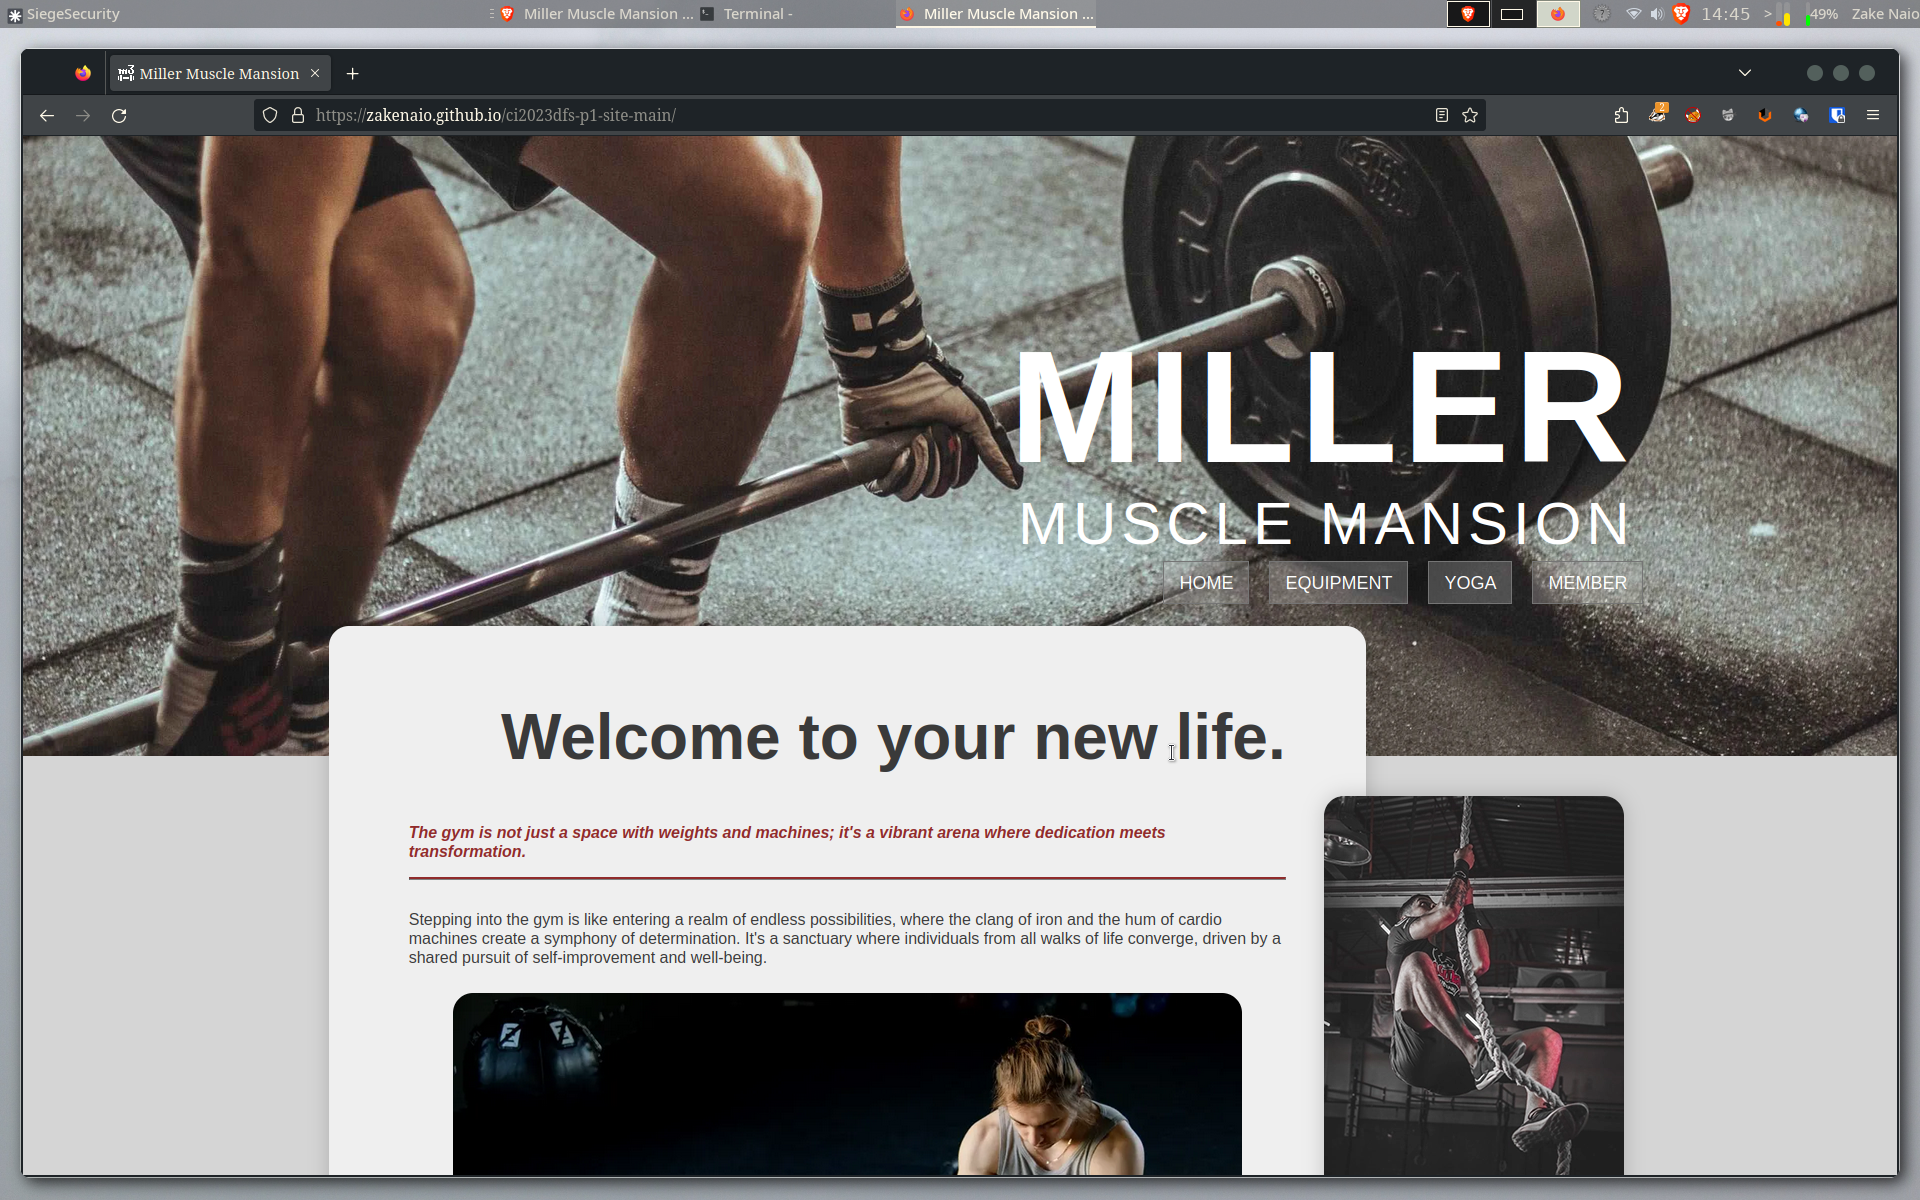 SiegeSecurity
Miller Muscle Mansion ...
Terminal -
Miller Muscle Mansion ...
14:45
>
49%
Zake Naio
Miller Muscle Mansion
https://zakenaio.github.io/ci2023dfs-p1-site-main/
2
ROGUE
MILLER
MUSCLE MANSION
HOME
EQUIPMENT
YOGA
MEMBER
Welcome to your new life.
The gym is not just a space with weights and machines; it's a vibrant arena where dedication meets
transformation.
Stepping into the gym is like entering a realm of endless possibilities, where the clang of iron and the hum of cardio
machines create a symphony of determination. It's a sanctuary where individuals from all walks of life converge, driven by a
shared pursuit of self-improvement and well-being.